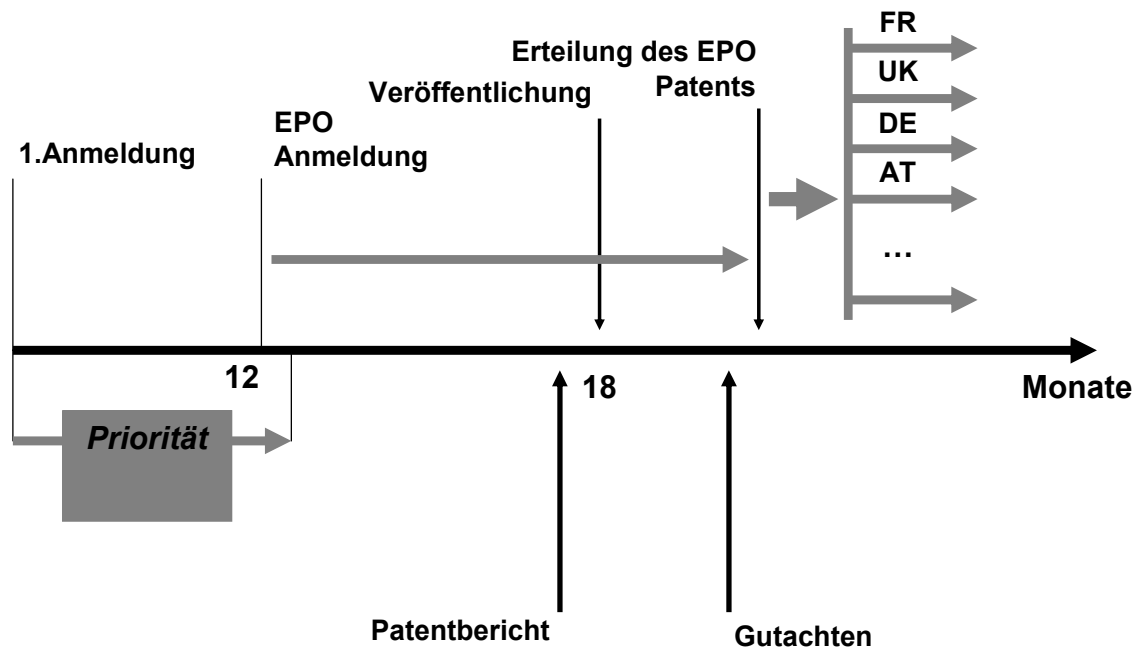 FR
Erteilung des EPO
Patents
UK
Veröffentlichung
EPO
Anmeldung
DE
1.Anmeldung
AT
…
12
18
Monate
Priorität
Patentbericht
Gutachten